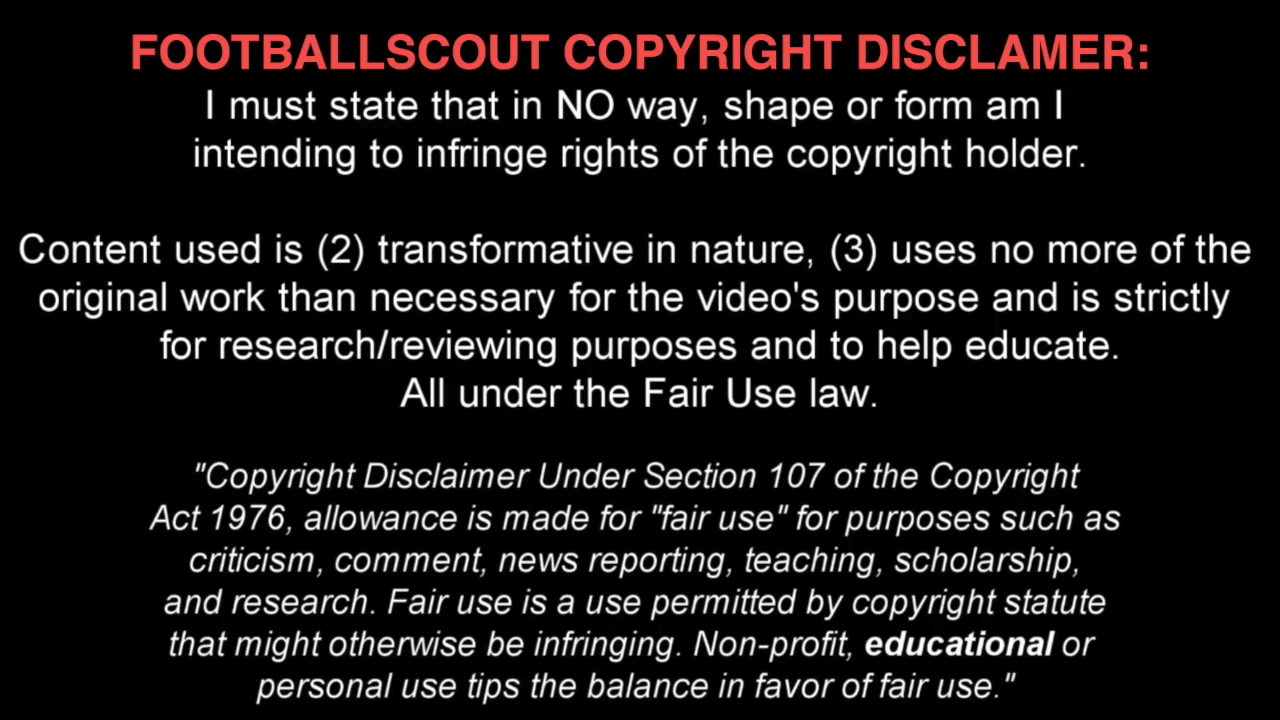 FOOTBALLSCOUT COPYRIGHT DISCLAMER:
I must state that in NO way, shape or form am I
intending to infringe rights of the copyright holder.
Content used is (2) transformative in nature, (3) uses no more of the
original work than necessary for the video's purpose and is strictly
for research/reviewing purposes and to help educate.
All under the Fair Use law.
"Copyright Disclaimer Under Section 107 of the Copyright
Act 1976, allowance is made for "fair use" for purposes such as
criticism, comment, news reporting, teaching, scholarship,
and research. Fair use is a use permitted by copyright statute
that might otherwise be infringing. Non-profit, educational or
personal use tips the balance in favor of fair use."